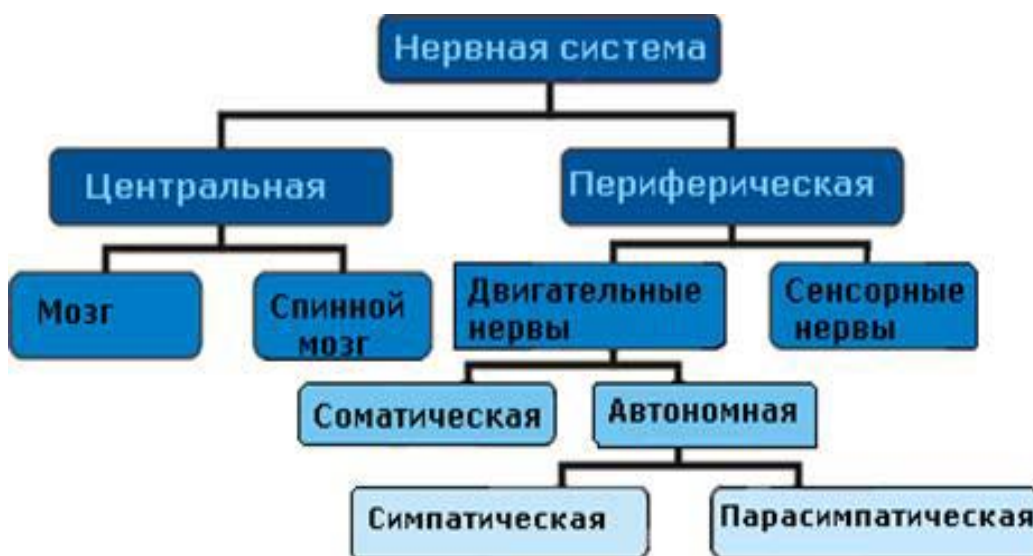 Нервная система
Центральная
Периферическая
Мозг
Спинной
мозг
Двигательные
нервы
Сенсорные
нервы
Соматическая
Автономная
Симпатическая
Парасимпатическая